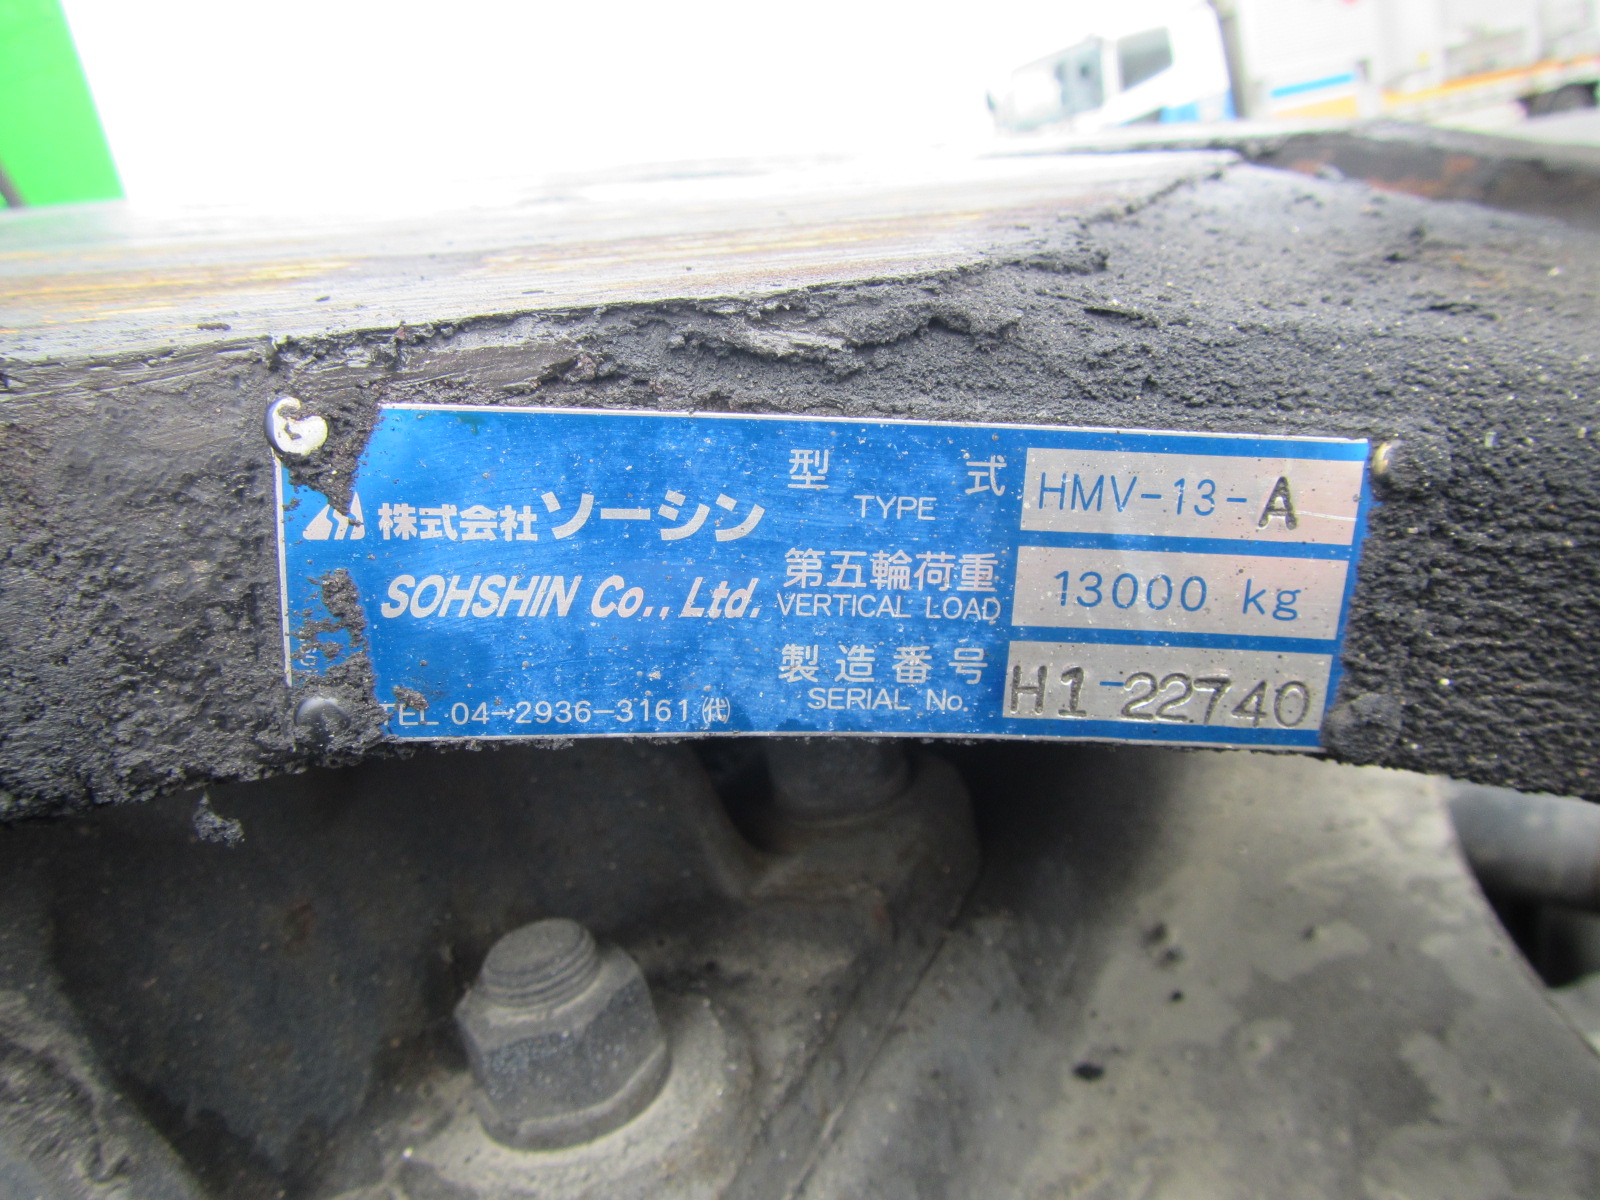 株式会社ソーシン
SOHSHIN Co., Ltd.
TEL 04-2936-3161 ㈹
型 式
TYPE
HMV-13-A
第五輪荷重
VERTICAL LOAD
13000 kg
製造番号
SERIAL No.
H1-22740